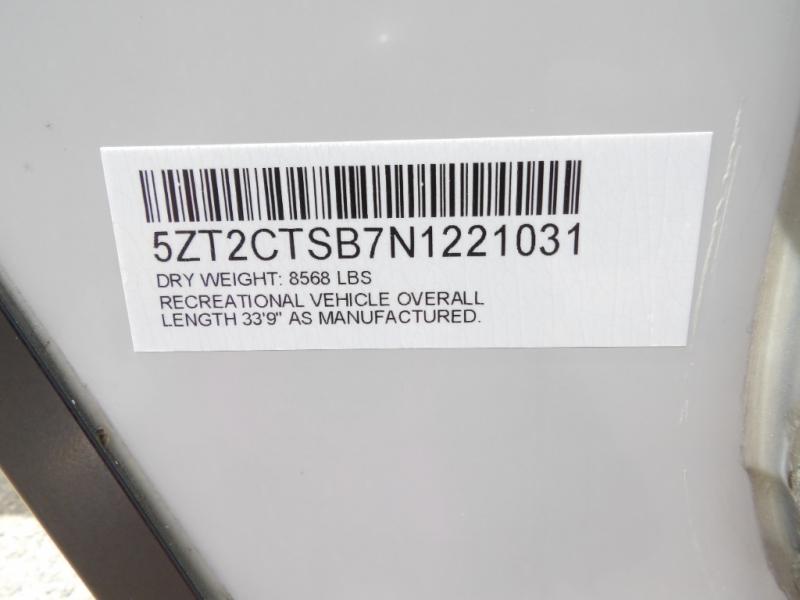 5ZT2CTSB7N1221031
DRY WEIGHT: 8568 LBS
RECREATIONAL VEHICLE OVERALL
LENGTH 33'9" AS MANUFACTURED.